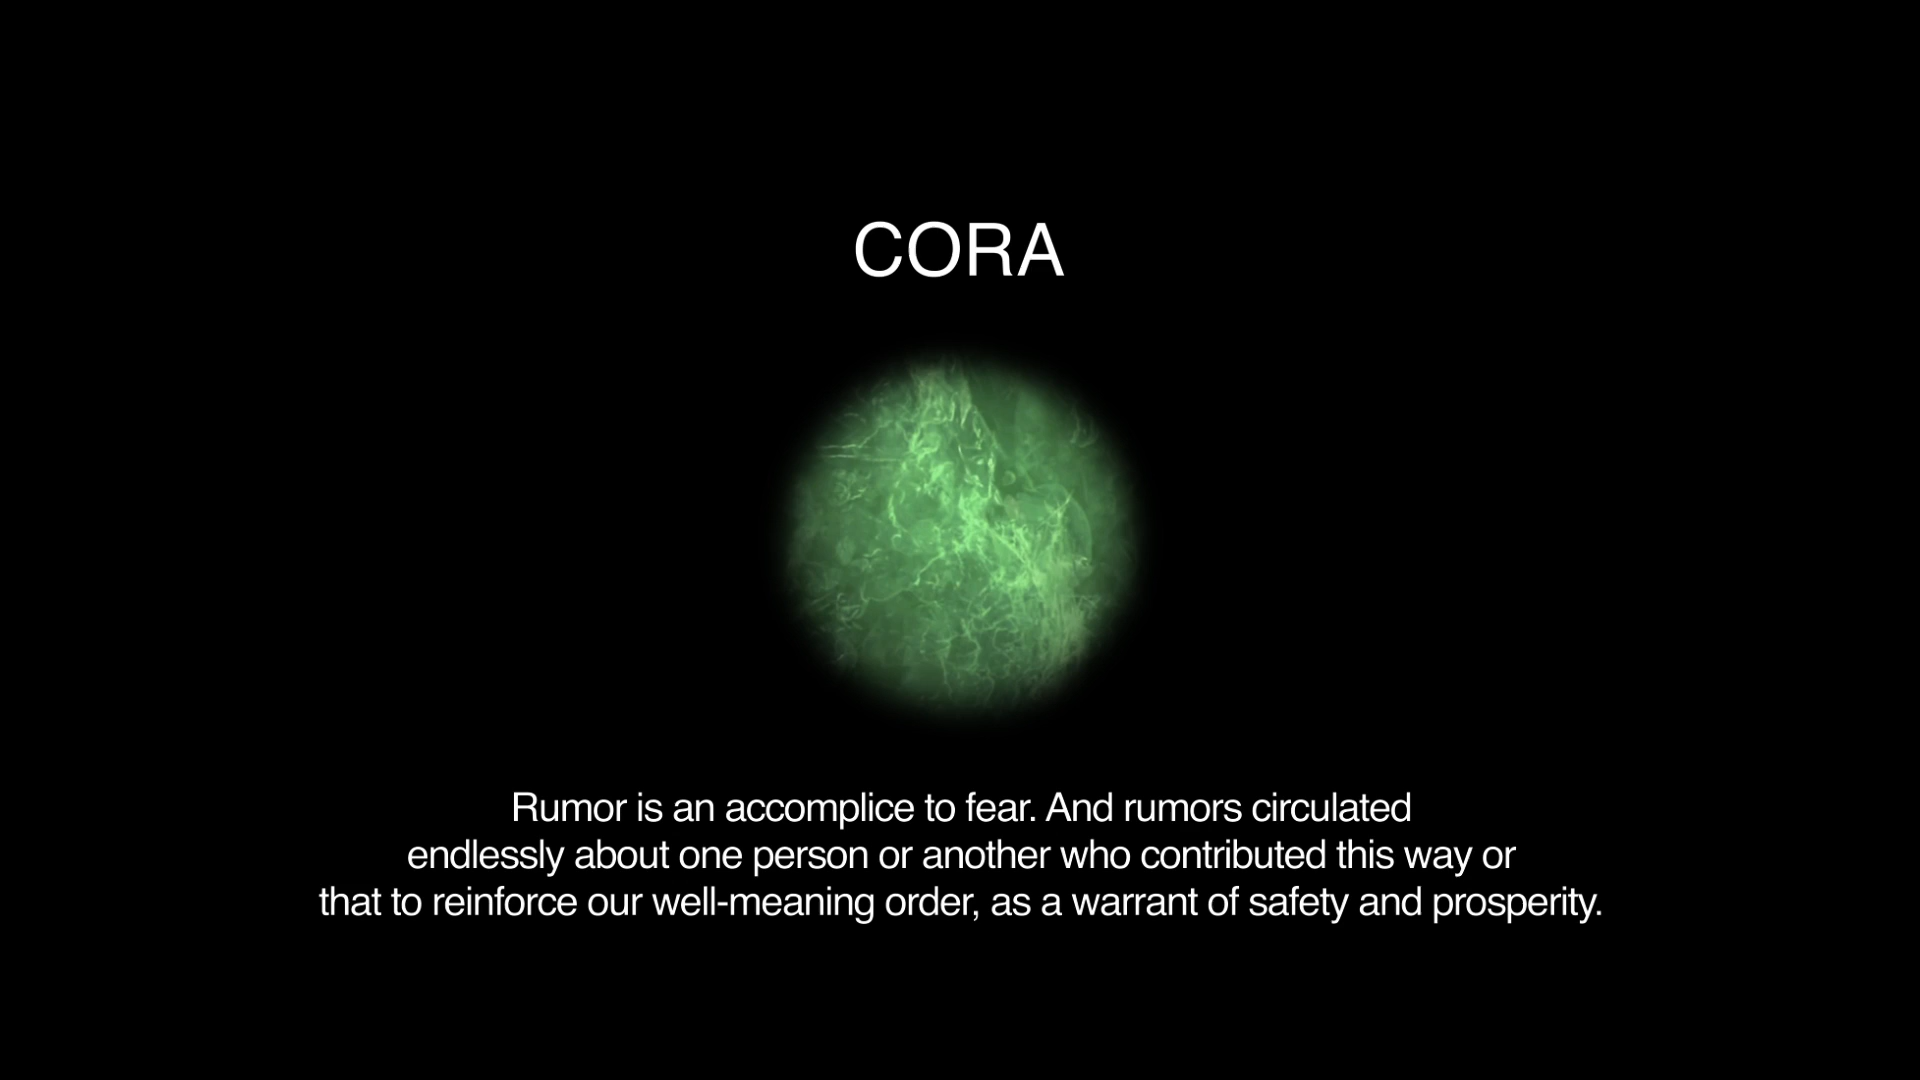 CORA
Rumor is an accomplice to fear. And rumors circulated
endlessly about one person or another who contributed this way or
that to reinforce our well-meaning order, as a warrant of safety and prosperity.